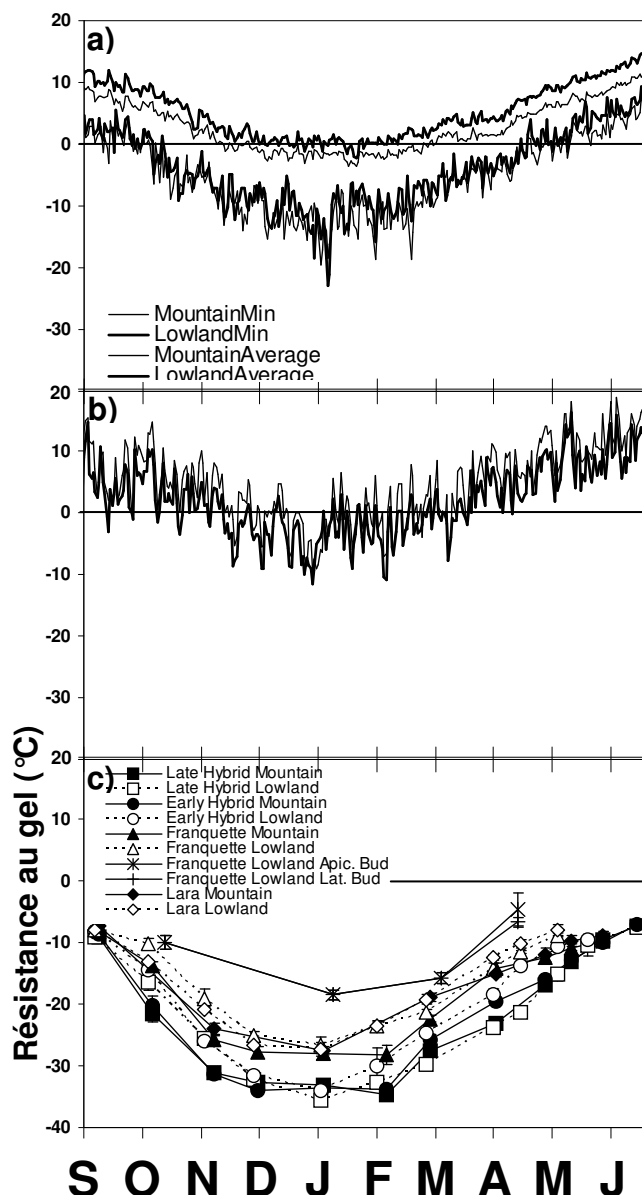 20
a)
10
0
-10
-20
-30
MountainMin
LowlandMin
MountainAverage
LowlandAverage
20
b)
10
0
-10
-20
-30
20
c)
Late Hybrid Mountain
Late Hybrid Lowland
Early Hybrid Mountain
Early Hybrid Lowland
Franquette Mountain
Franquette Lowland
Franquette Lowland Apic. Bud
Franquette Lowland Lat. Bud
Lara Mountain
Lara Lowland
10
0
-10
-20
-30
-40
Résistance au gel (°C)
S O N D J F M A M J